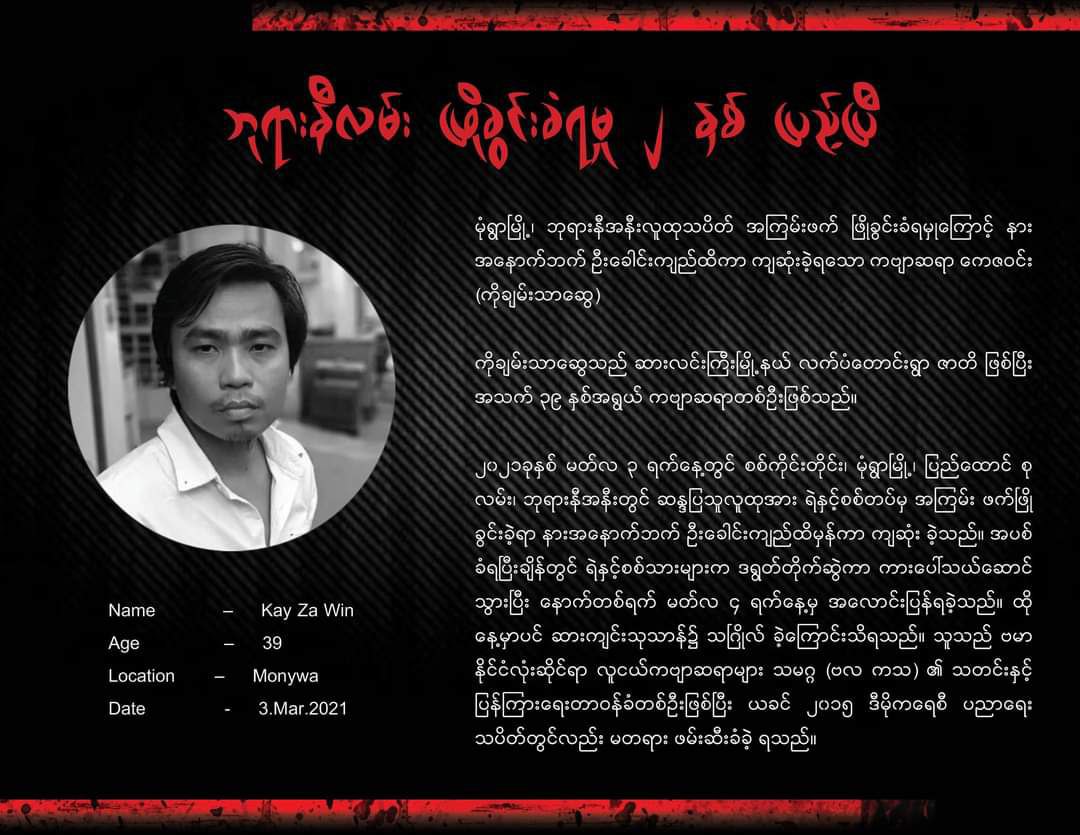 ဘုရားနီလမ်း ဖြိုခွင်းခံရမှု ၂ နှစ် ပြည့်ပြီ
မုံရွာမြို့၊ ဘုရားနီအနီးလူထုသပိတ် အကြမ်းဖက် ဖြိုခွင်းခံရမှုကြောင့် နား
အနောက်ဘက် ဦးခေါင်းကျည်ထိကာ ကျဆုံးခဲ့ရသော ကဗျာဆရာ ကေဇဝင်း
(ကိုချမ်းသာဆွေ)
ကိုချမ်းသာဆွေသည် ဆားလင်းကြီးမြို့နယ် လက်ပံတောင်းရွာ ဇာတိ ဖြစ်ပြီး
အသက် ၃၉ နှစ်အရွယ် ကဗျာဆရာတစ်ဦးဖြစ်သည်။
၂၀၂၁ခုနှစ် မတ်လ ၃ ရက်နေ့တွင် စစ်ကိုင်းတိုင်း၊ မုံရွာမြို့၊ ပြည်ထောင် စု
လမ်း၊ ဘုရားနီအနီးတွင် ဆန္ဒပြသူလူထုအား ရဲနှင့်စစ်တပ်မှ အကြမ်း ဖက်ဖြို
ခွင်းခဲ့ရာ နားအနောက်ဘက် ဦးခေါင်းကျည်ထိမှန်ကာ ကျဆုံး ခဲ့သည်။ အပစ်
ခံရပြီးချိန်တွင် ရဲနှင့်စစ်သားများက ဒရွတ်တိုက်ဆွဲကာ ကားပေါ်သယ်ဆောင်
သွားပြီး နောက်တစ်ရက် မတ်လ ၄ ရက်နေ့မှ အလောင်းပြန်ရခဲ့သည်။ ထို
နေ့မှာပင် ဆားကျင်းသုသာန်၌ သင်္ဂြိုလ် ခဲ့ကြောင်းသိရသည်။ သူသည် ဗမာ
နိုင်ငံလုံးဆိုင်ရာ လူငယ်ကဗျာဆရာများ သမဂ္ဂ (ဗလ ကသ) ၏ သတင်းနှင့်
ပြန်ကြားရေးတာဝန်ခံတစ်ဦးဖြစ်ပြီး ယခင် ၂၀၁၅ ဒီမိုကရေစီ ပညာရေး
သပိတ်တွင်လည်း မတရား ဖမ်းဆီးခံခဲ့ ရသည်။
Name – Kay Za Win
Age – 39
Location – Monywa
Date - 3.Mar.2021